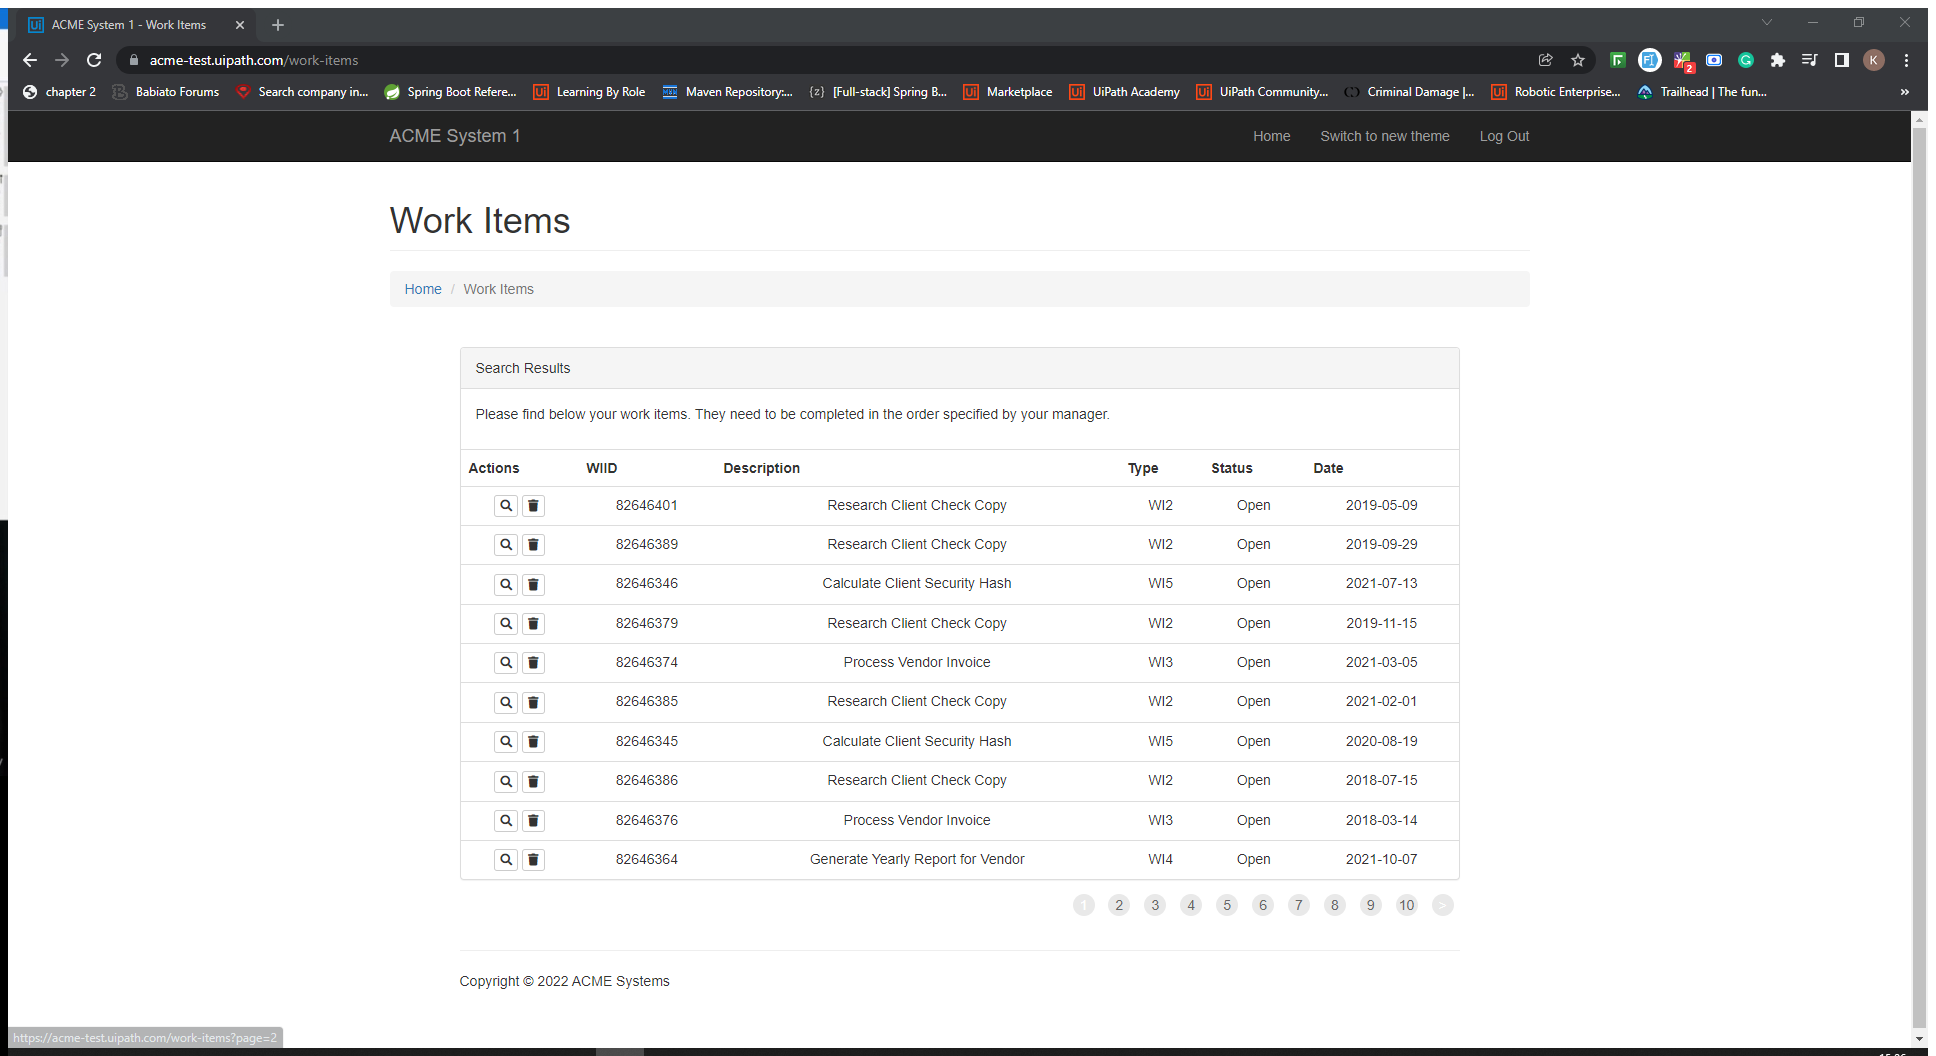 ACME System 1 - Work Items
acme-test.uipath.com/work-items
2
K
chapter 2 Babiato Forums Search company in... Spring Boot Refere... Learning By Role Maven Repository:... {z} [Full-stack] Spring B... Marketplace UiPath Academy UiPath Community... Criminal Damage |... Robotic Enterprise... Trailhead | The fun... »
ACME System 1 Home Switch to new theme Log Out
Work Items
Home / Work Items
Search Results
Please find below your work items. They need to be completed in the order specified by your manager.
Actions WIID Description Type Status Date
82646401 Research Client Check Copy WI2 Open 2019-05-09
82646389 Research Client Check Copy WI2 Open 2019-09-29
82646346 Calculate Client Security Hash WI5 Open 2021-07-13
82646379 Research Client Check Copy WI2 Open 2019-11-15
82646374 Process Vendor Invoice WI3 Open 2021-03-05
82646385 Research Client Check Copy WI2 Open 2021-02-01
82646345 Calculate Client Security Hash WI5 Open 2020-08-19
82646386 Research Client Check Copy WI2 Open 2018-07-15
82646376 Process Vendor Invoice WI3 Open 2018-03-14
82646364 Generate Yearly Report for Vendor WI4 Open 2021-10-07
1 2 3 4 5 6 7 8 9 10 >
Copyright © 2022 ACME Systems
https://acme-test.uipath.com/work-items?page=2